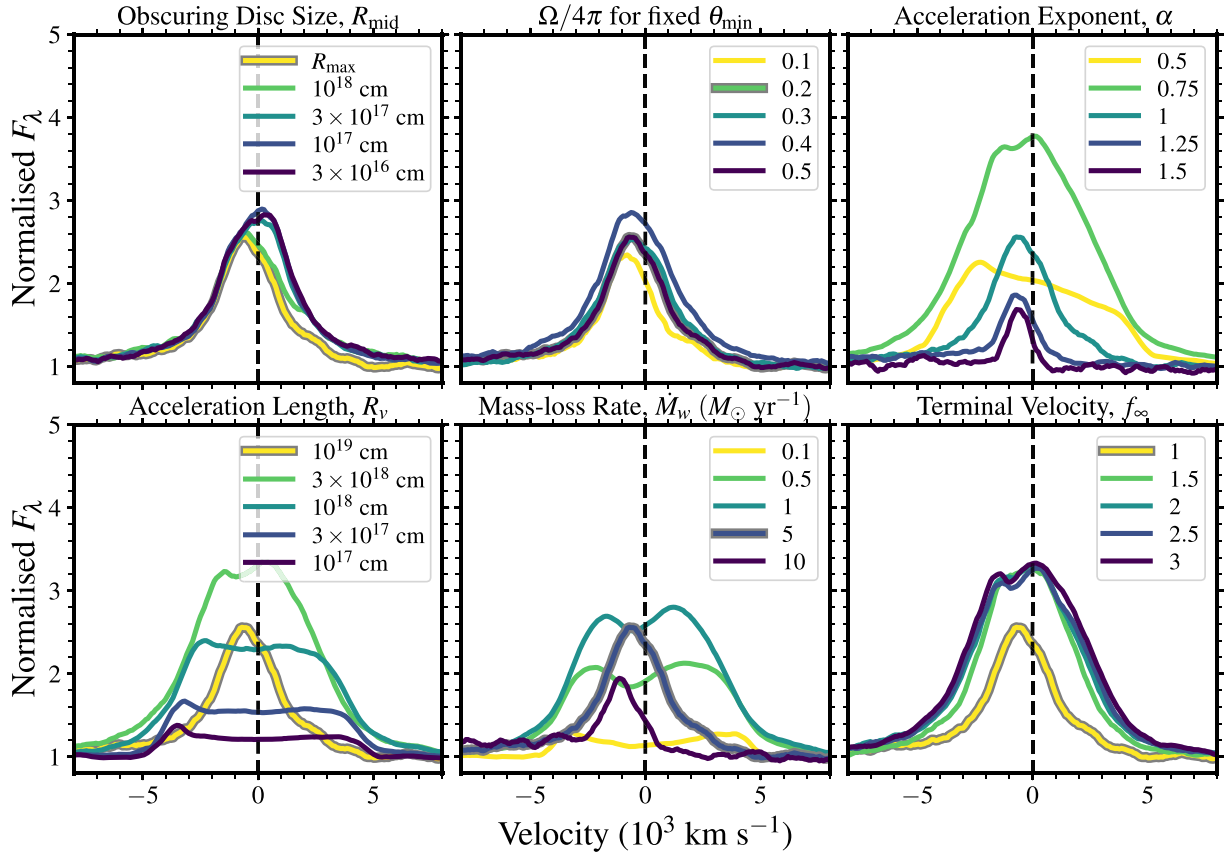 Obscuring Disc Size, R_mid
Ω/4π for fixed θ_min
Acceleration Exponent, α
Normalised F_λ
5
4
3
2
1
R_max
10^18 cm
3 × 10^17 cm
10^17 cm
3 × 10^16 cm
0.1
0.2
0.3
0.4
0.5
0.5
0.75
1
1.25
1.5
Acceleration Length, R_v
Mass-loss Rate, Ṁ_w (M_⊙ yr^−1)
Terminal Velocity, f_∞
Normalised F_λ
5
4
3
2
1
10^19 cm
3 × 10^18 cm
10^18 cm
3 × 10^17 cm
10^17 cm
0.1
0.5
1
5
10
1
1.5
2
2.5
3
−5 0 5
−5 0 5
−5 0 5
Velocity (10^3 km s^−1)